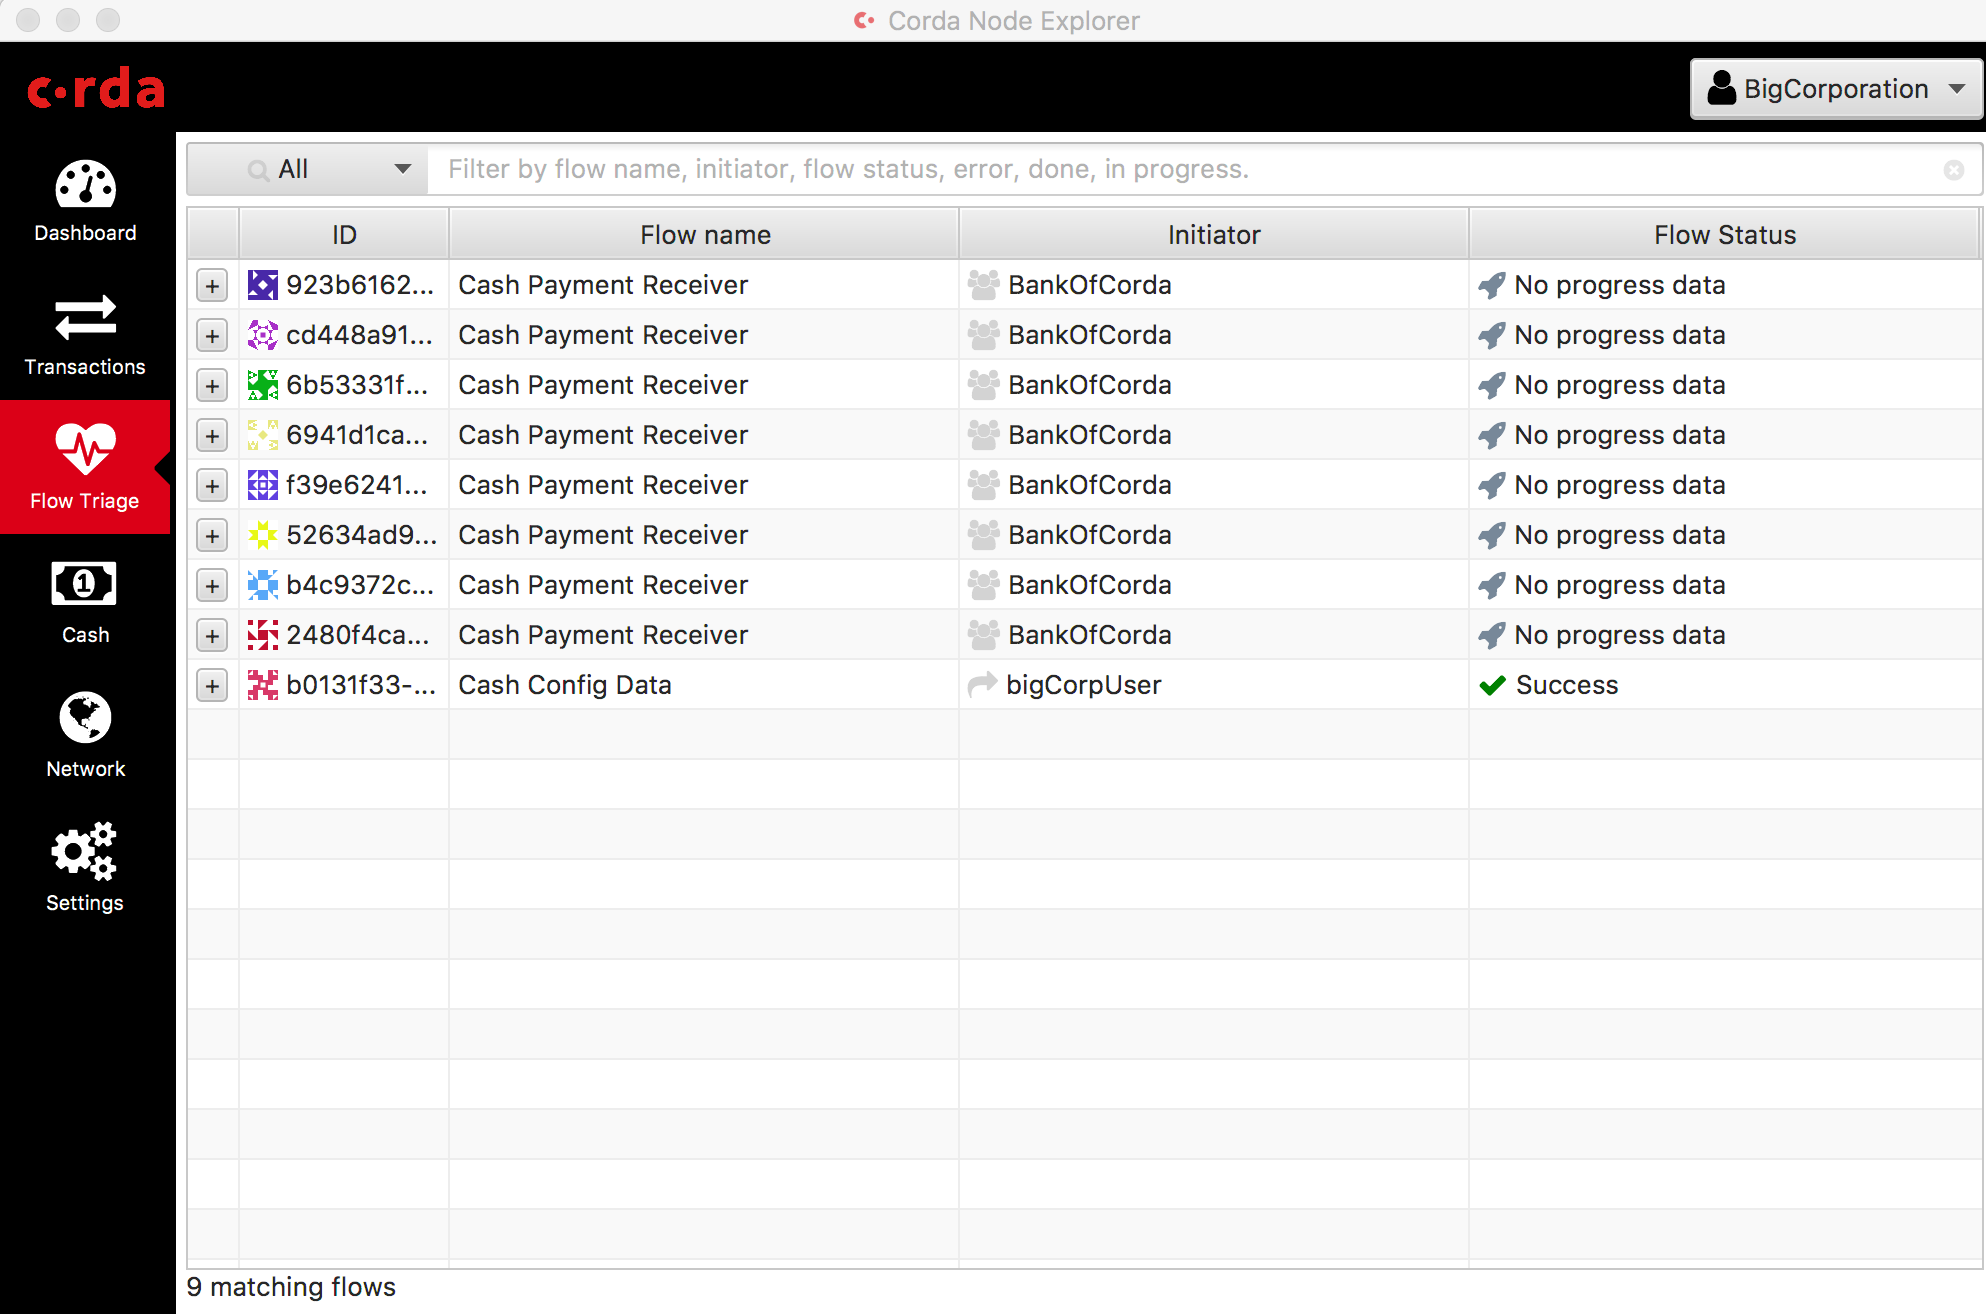 Corda Node Explorer
c·rda
BigCorporation
Dashboard
Transactions
Flow Triage
Cash
Network
Settings
All
Filter by flow name, initiator, flow status, error, done, in progress.
ID Flow name Initiator Flow Status
+ 923b6162... Cash Payment Receiver BankOfCorda No progress data
+ cd448a91... Cash Payment Receiver BankOfCorda No progress data
+ 6b53331f... Cash Payment Receiver BankOfCorda No progress data
+ 6941d1ca... Cash Payment Receiver BankOfCorda No progress data
+ f39e6241... Cash Payment Receiver BankOfCorda No progress data
+ 52634ad9... Cash Payment Receiver BankOfCorda No progress data
+ b4c9372c... Cash Payment Receiver BankOfCorda No progress data
+ 2480f4ca... Cash Payment Receiver BankOfCorda No progress data
+ b0131f33-... Cash Config Data bigCorpUser Success
9 matching flows